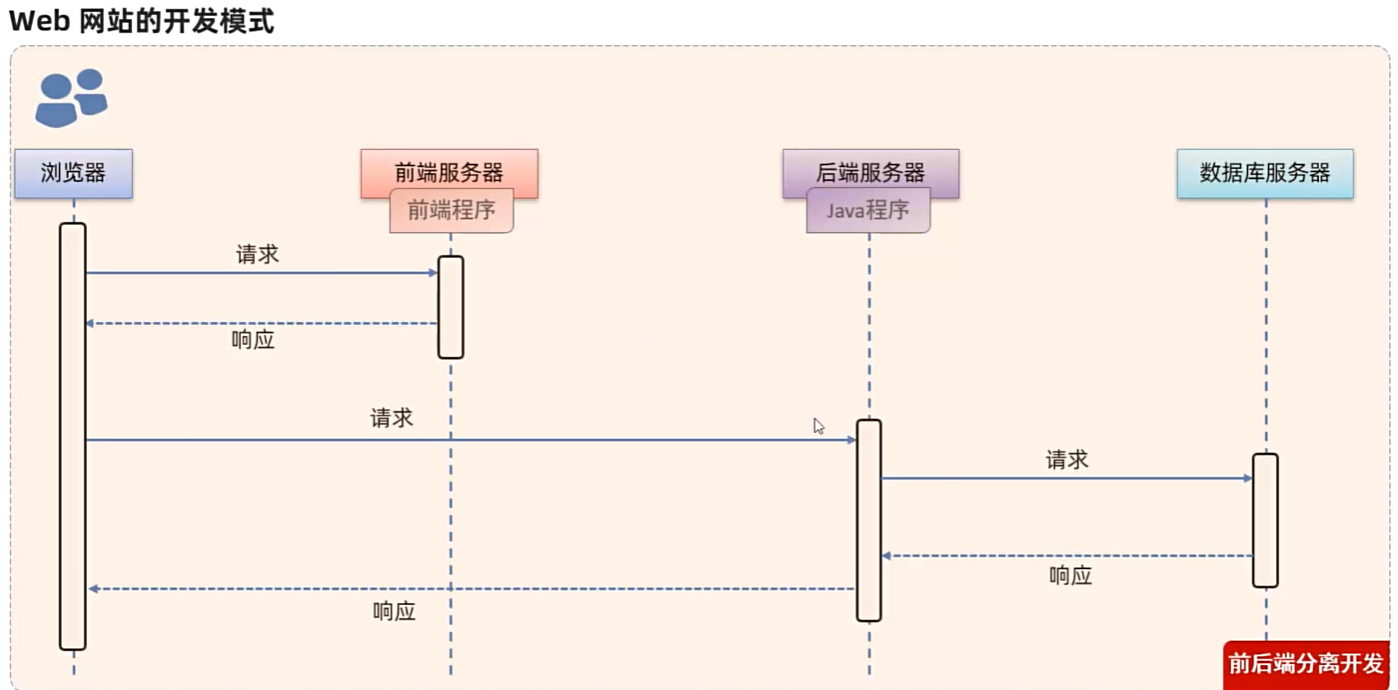 Web 网站的开发模式
浏览器
前端服务器
后端服务器
数据库服务器
前端程序
Java程序
请求
响应
请求
请求
响应
响应
前后端分离开发